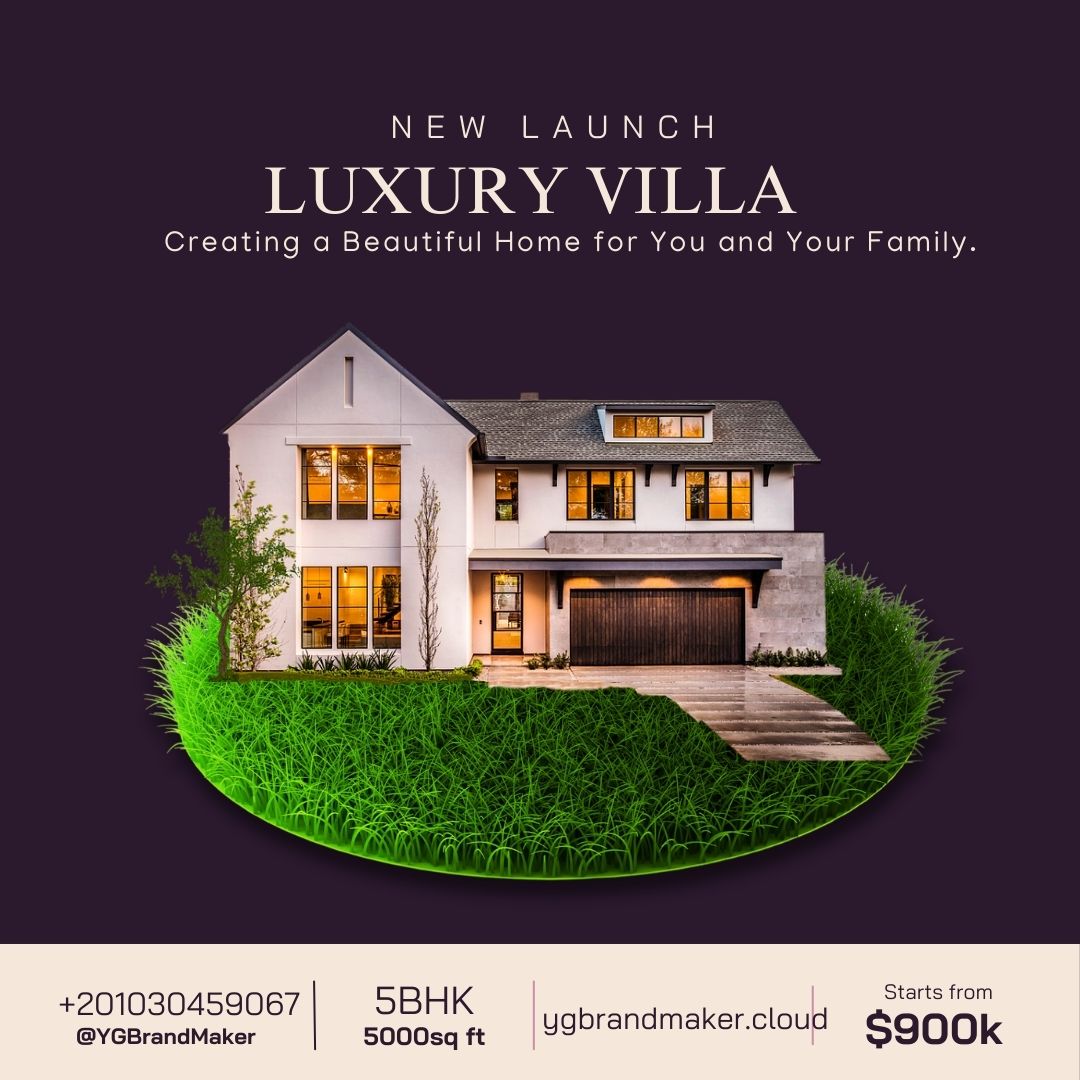 NEW LAUNCH
LUXURY VILLA
Creating a Beautiful Home for You and Your Family.
+201030459067
@YGBrandMaker
5BHK
5000sq ft
ygbrandmaker.cloud
Starts from
$900k